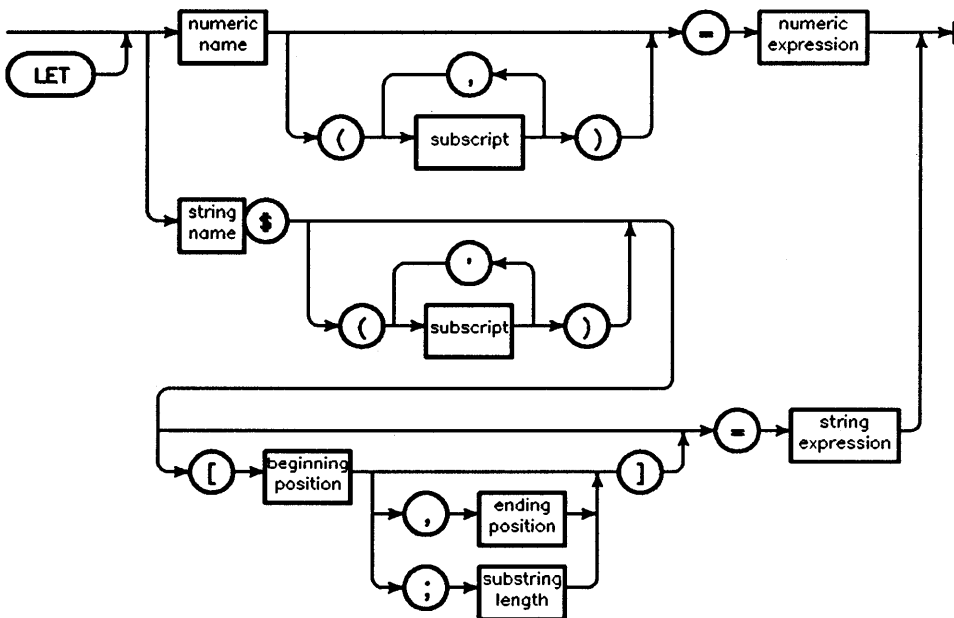 numeric
name
=
numeric
expression
LET
,
(
subscript
)
string
name
$
'
(
subscript
)
=
string
expression
[
beginning
position
]
,
ending
position
;
substring
length